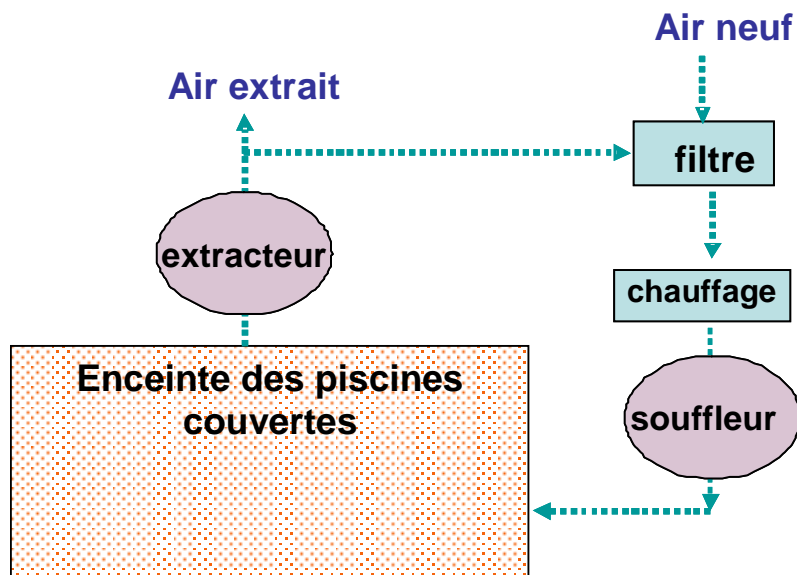 Air neuf
Air extrait
filtre
extracteur
chauffage
Enceinte des piscines
couvertes
souffleur